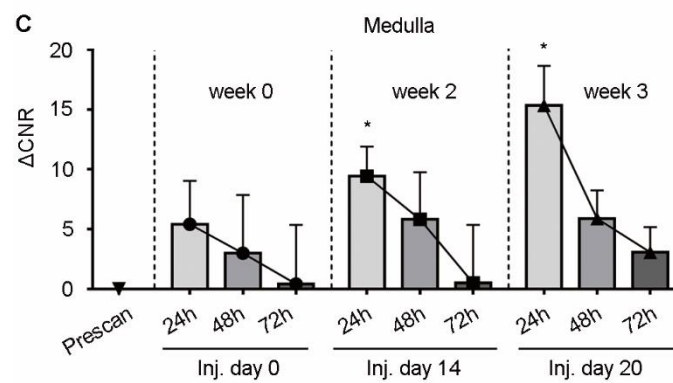 C
Medulla
20
15
10
5
0
ΔCNR
week 0
week 2
week 3
*
*
Prescan
24h
48h
72h
24h
48h
72h
24h
48h
72h
Inj. day 0
Inj. day 14
Inj. day 20